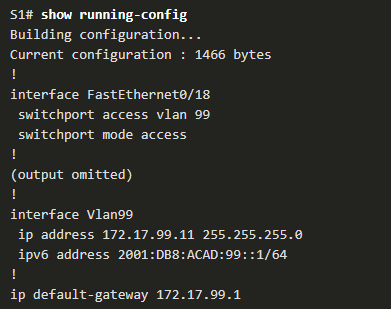 S1# show running-config
Building configuration...
Current configuration : 1466 bytes
!
interface FastEthernet0/18
 switchport access vlan 99
 switchport mode access
!
(output omitted)
!
interface Vlan99
 ip address 172.17.99.11 255.255.255.0
 ipv6 address 2001:DB8:ACAD:99::1/64
!
ip default-gateway 172.17.99.1